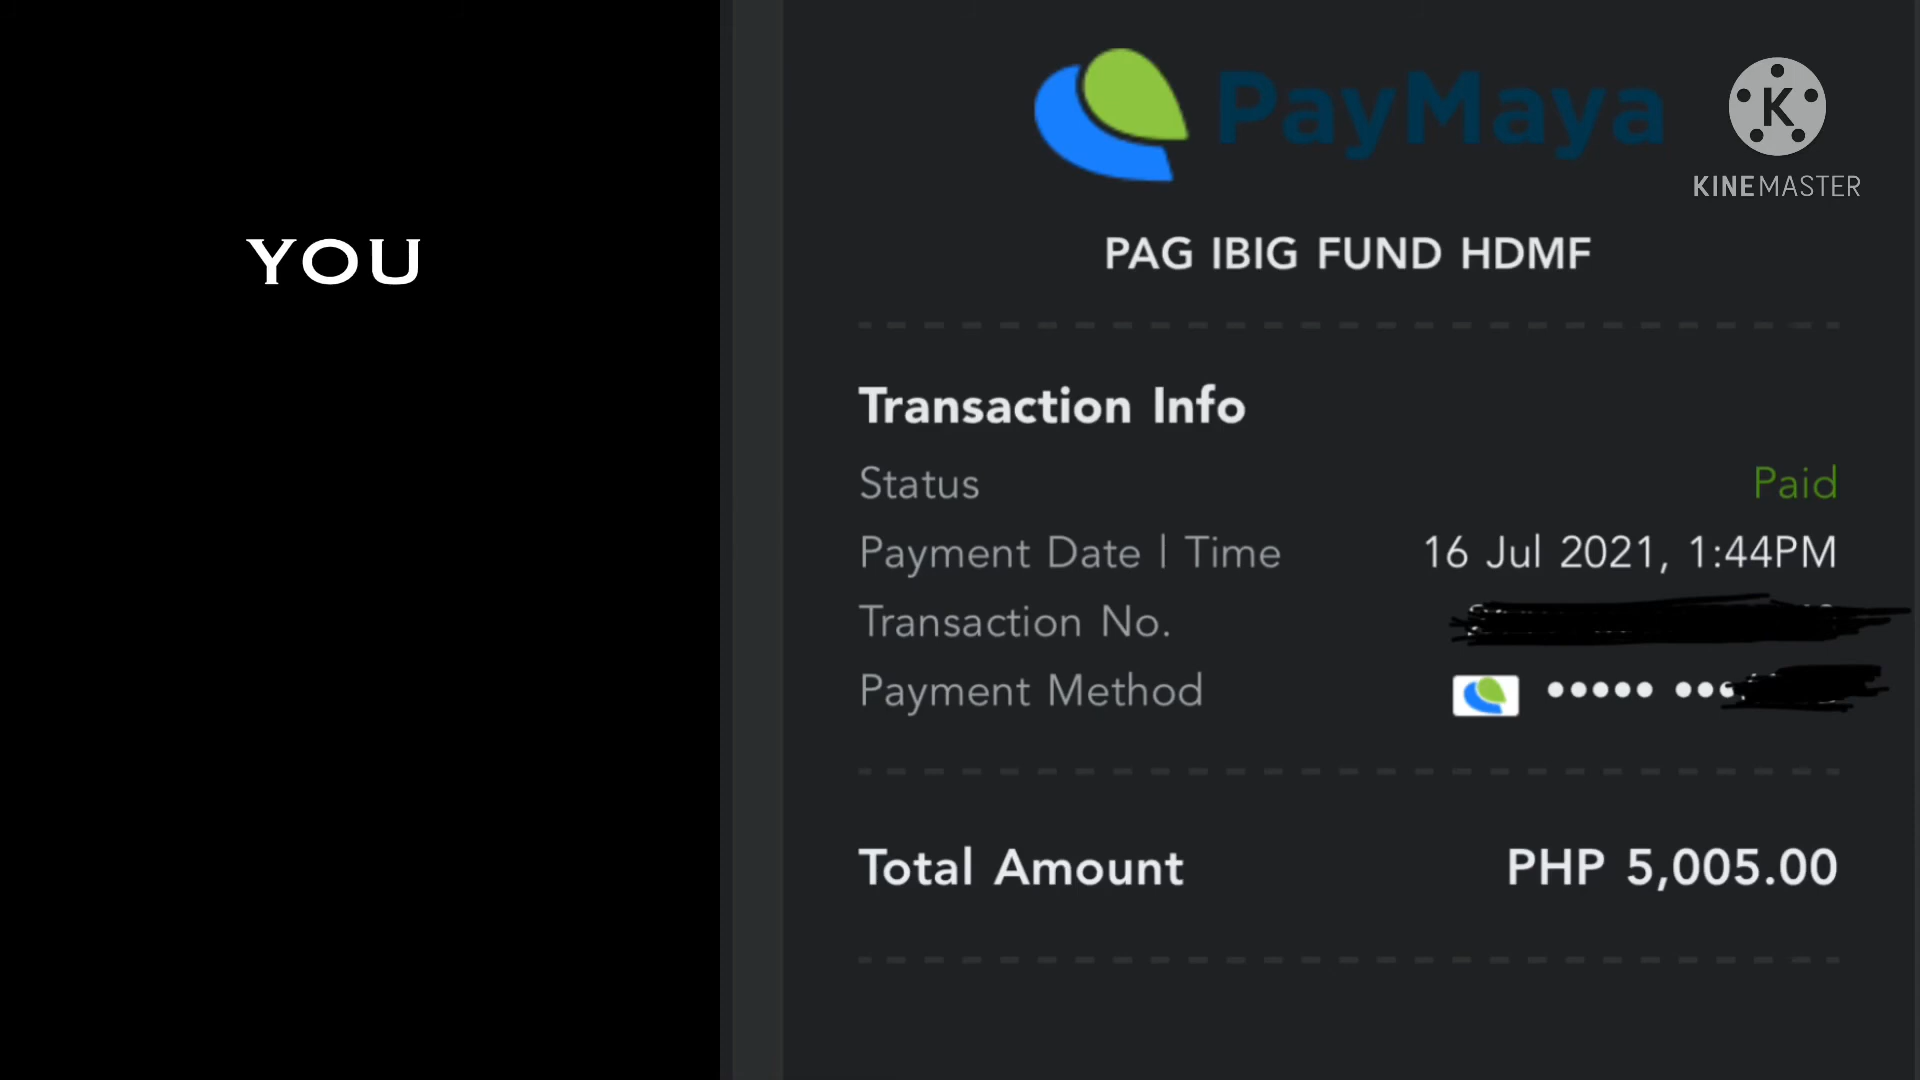 YOU
PayMaya
K
KINEMASTER
PAG IBIG FUND HDMF
Transaction Info
Status Paid
Payment Date | Time 16 Jul 2021, 1:44PM
Transaction No.
Payment Method ••••• •••
Total Amount PHP 5,005.00